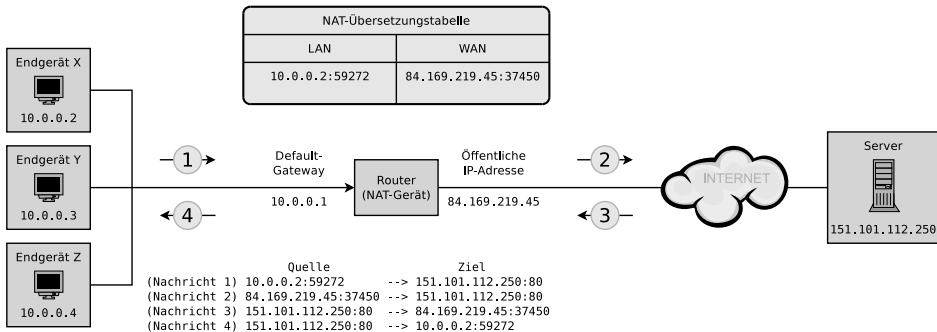 NAT-Übersetzungstabelle
LAN WAN
10.0.0.2:59272 84.169.219.45:37450
Endgerät X
10.0.0.2
Endgerät Y
10.0.0.3
Endgerät Z
10.0.0.4
1
4
Default-
Gateway
10.0.0.1
Router
(NAT-Gerät)
Öffentliche
IP-Adresse
84.169.219.45
2
3
INTERNET
Server
151.101.112.250
Quelle Ziel
(Nachricht 1) 10.0.0.2:59272 --> 151.101.112.250:80
(Nachricht 2) 84.169.219.45:37450 --> 151.101.112.250:80
(Nachricht 3) 151.101.112.250:80 --> 84.169.219.45:37450
(Nachricht 4) 151.101.112.250:80 --> 10.0.0.2:59272